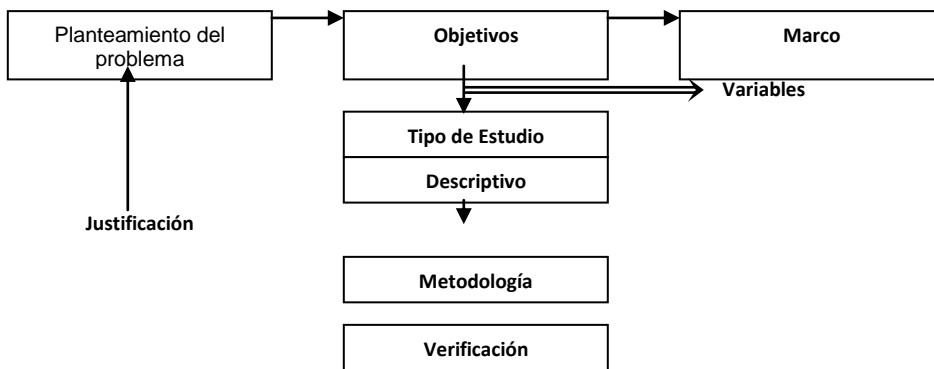 Planteamiento del
problema
Objetivos
Marco
Variables
Tipo de Estudio
Descriptivo
Justificación
Metodología
Verificación